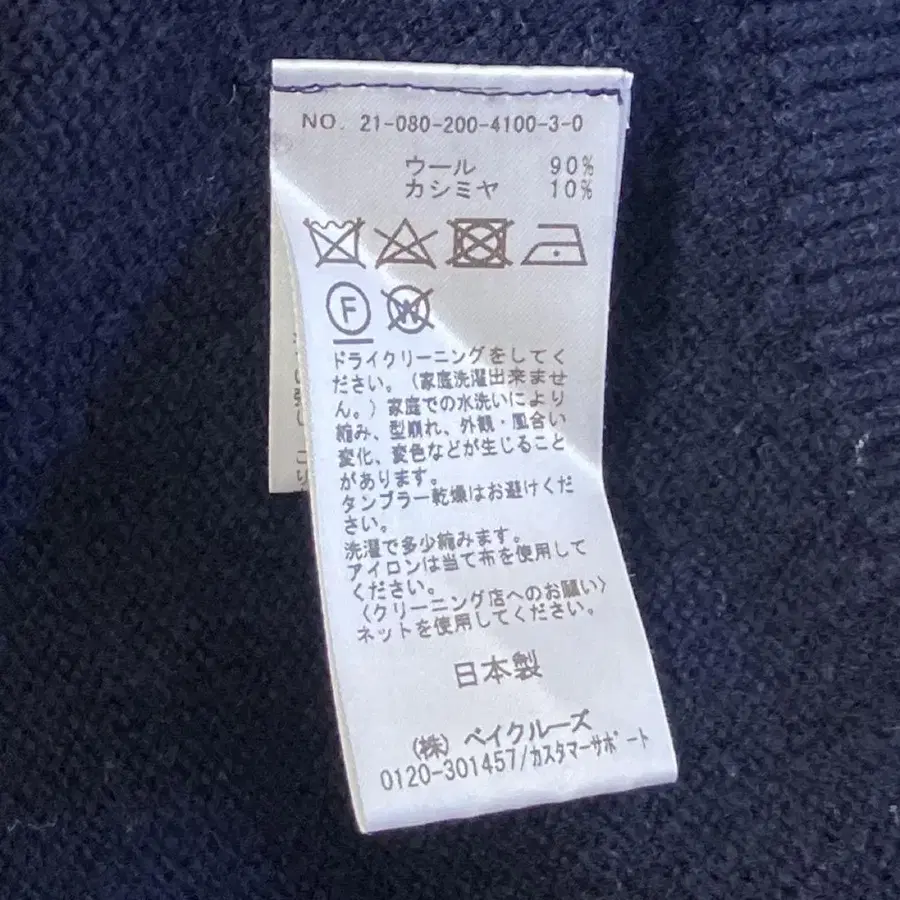 NO. 21-080-200-4100-3-0
ウール 90%
カシミヤ 10%
F
W
ドライクリーニングをしてく
ださい。（家庭洗濯出来ませ
ん。）家庭での水洗いにより
縮み、型崩れ、外観・風合い
変化、変色などが生じること
があります。
タンブラー乾燥はお避けくだ
さい。
洗濯で多少縮みます。
アイロンは当て布を使用して
ください。
〈クリーニング店へのお願い〉
ネットを使用してください。
日本製
（株）ベイクルーズ
0120-301457/カスタマーサポート